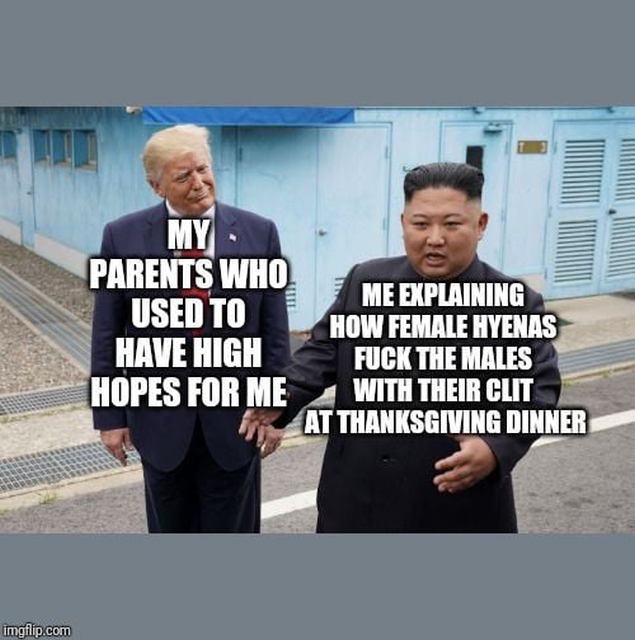 MY
PARENTS WHO
USED TO
HAVE HIGH
HOPES FOR ME
ME EXPLAINING
HOW FEMALE HYENAS
FUCK THE MALES
WITH THEIR CLIT
AT THANKSGIVING DINNER
imgflip.com